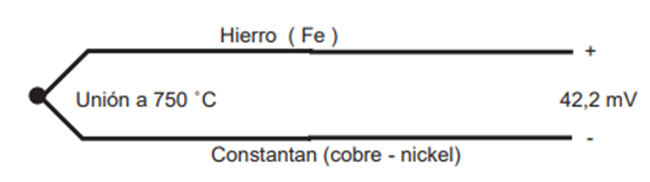 Hierro ( Fe )
+
Unión a 750 ˚C
42,2 mV
-
Constantan (cobre - nickel)